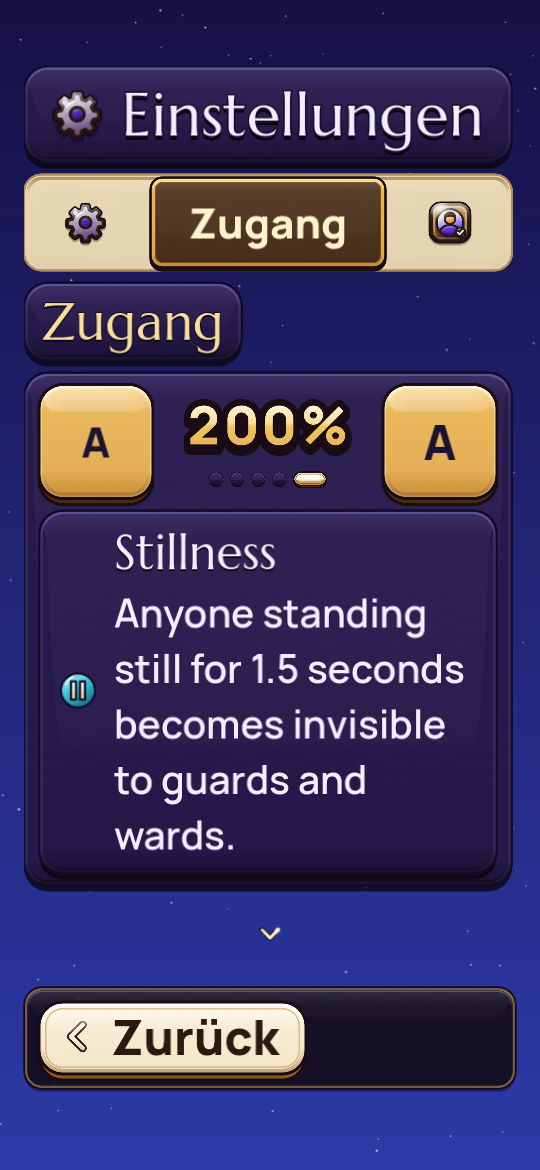 Einstellungen
Zugang
Zugang
A
200%
A
Stillness
Anyone standing
still for 1.5 seconds
becomes invisible
to guards and
wards.
Zurück